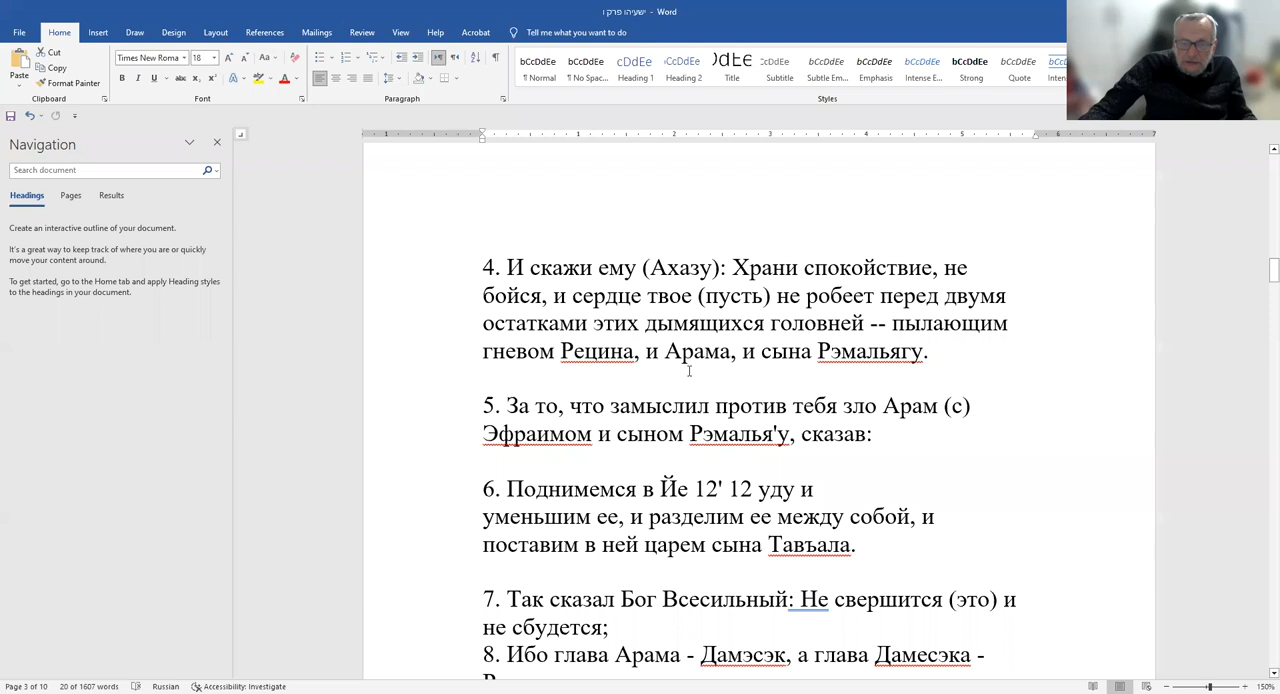 ישעיהו פרק ו - Word
File Home Insert Draw Design Layout References Mailings Review View Help Acrobat Tell me what you want to do
Paste Cut Copy Format Painter
Times New Roma 18
AaBbCcDdEe
¶ Normal ¶ No Spac... Heading 1 Heading 2 Title Subtitle Subtle Em... Emphasis Intense E... Strong Quote
Clipboard Font Paragraph Styles
Navigation
Search document
Headings Pages Results
Create an interactive outline of your document.
It's a great way to keep track of where you are or quickly
move your content around.
To get started, go to the Home tab and apply Heading styles
to the headings in your document.
4. И скажи ему (Ахазу): Храни спокойствие, не
бойся, и сердце твое (пусть) не робеет перед двумя
остатками этих дымящихся головней -- пылающим
гневом Рецина, и Арама, и сына Рэмальягу.
5. За то, что замыслил против тебя зло Арам (с)
Эфраимом и сыном Рэмалья'у, сказав:
6. Поднимемся в Йе 12' 12 уду и
уменьшим ее, и разделим ее между собой, и
поставим в ней царем сына Тавъала.
7. Так сказал Бог Всесильный: Не свершится (это) и
не сбудется;
8. Ибо глава Арама - Дамэсэк, а глава Дамесэка -
Page 3 of 10 20 of 1607 words Russian Accessibility: Investigate 150%